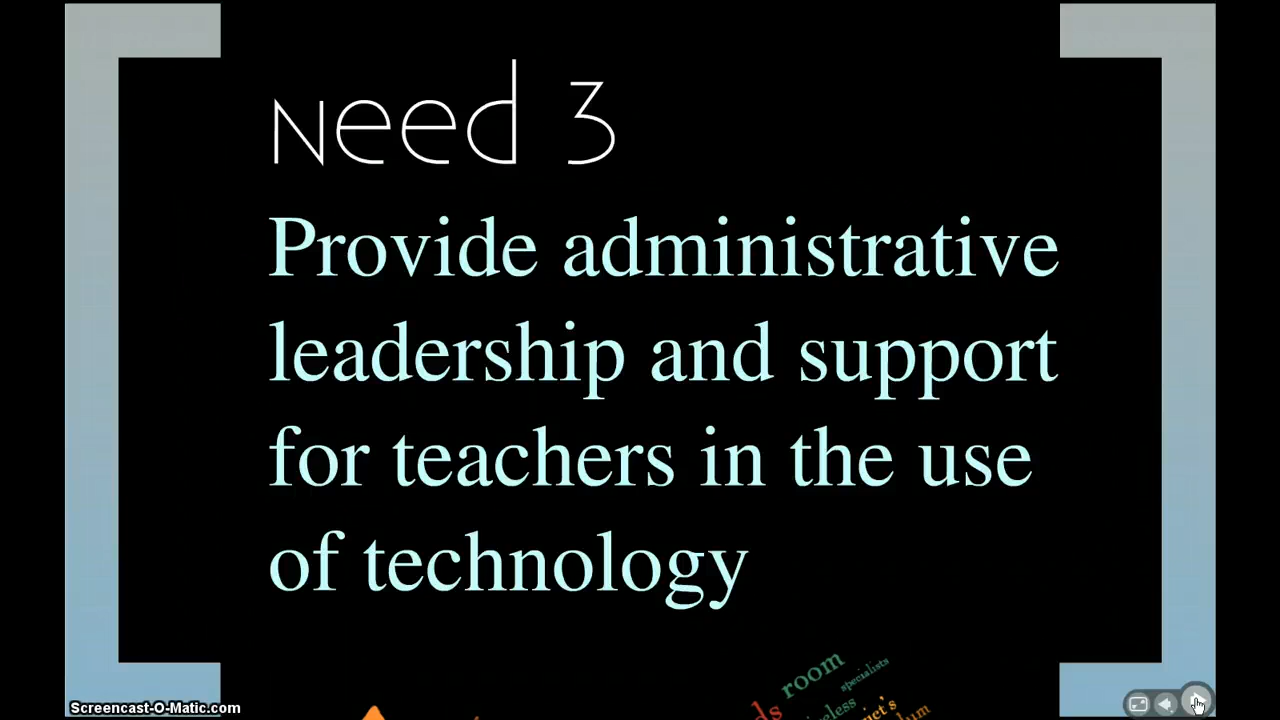 Need 3
Provide administrative
leadership and support
for teachers in the use
of technology
room
specialists
Screencast-O-Matic.com